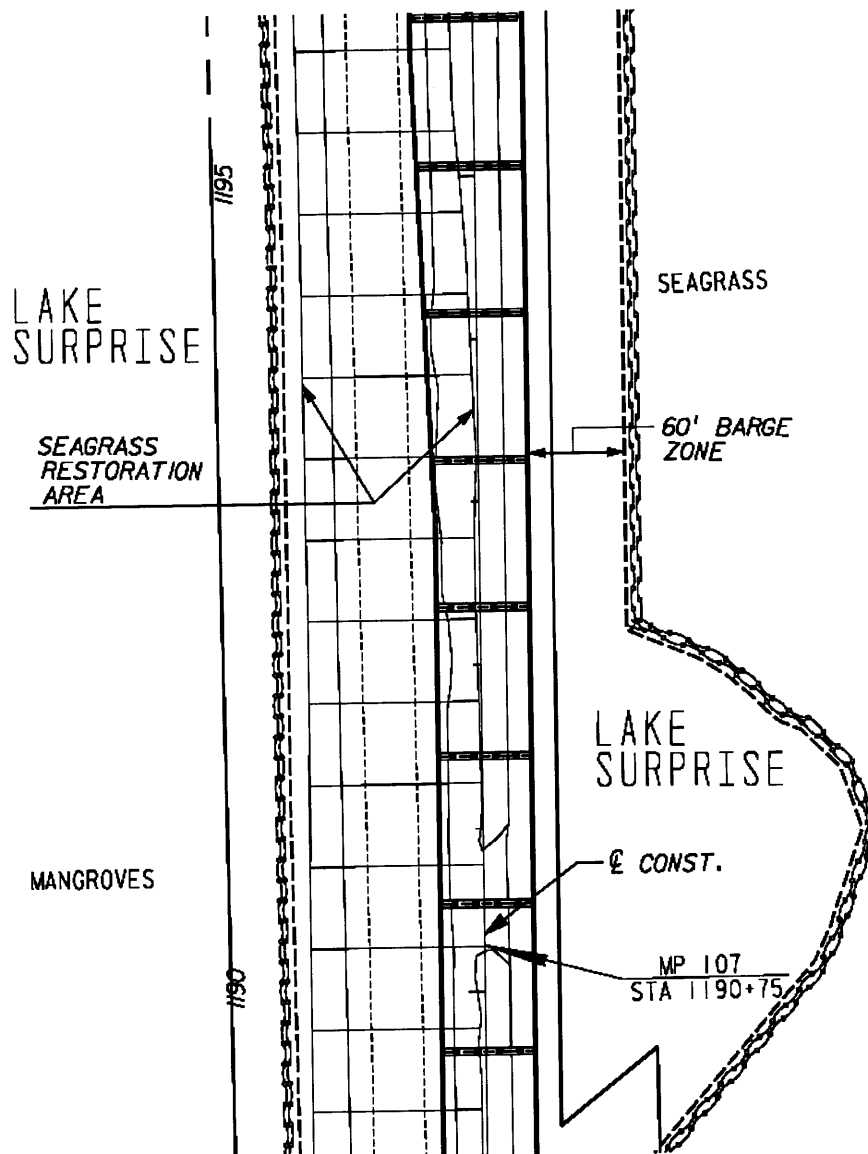 1195
LAKE
SURPRISE
SEAGRASS
SEAGRASS
RESTORATION
AREA
60' BARGE
ZONE
LAKE
SURPRISE
MANGROVES
℄ CONST.
1190
MP 107
STA 1190+75